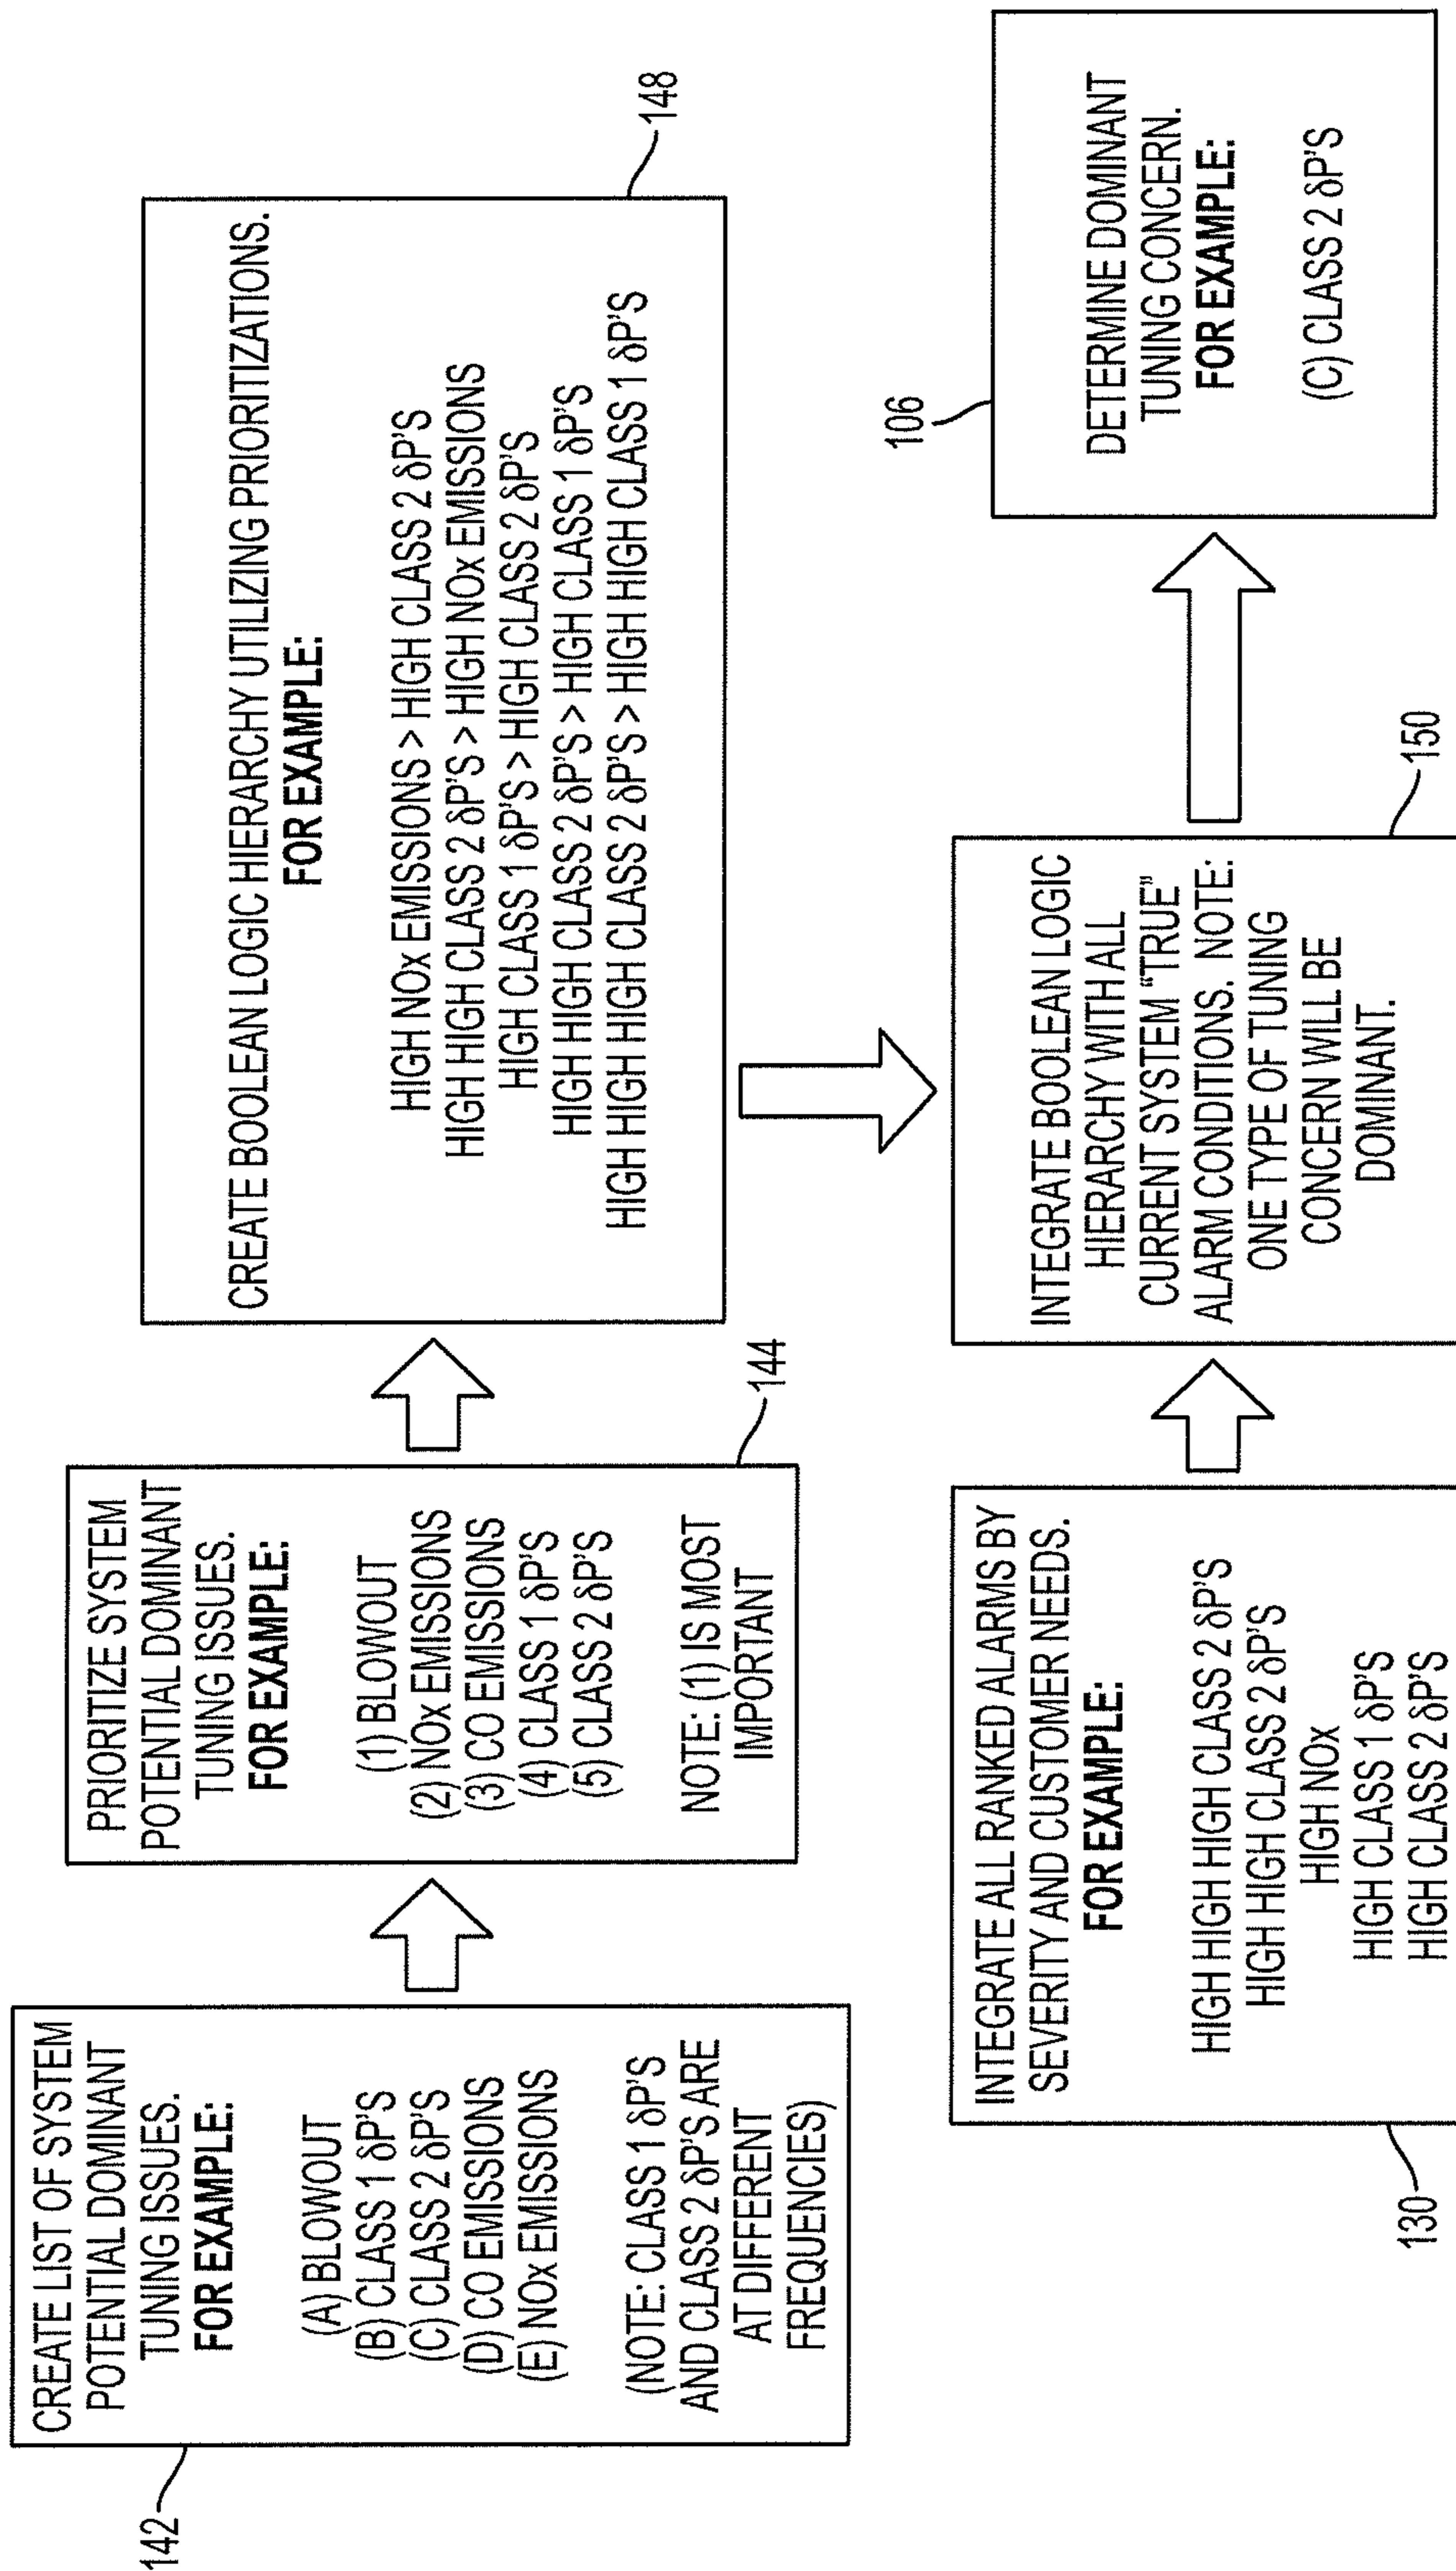 CREATE LIST OF SYSTEM
POTENTIAL DOMINANT
TUNING ISSUES.
FOR EXAMPLE:
(A) BLOWOUT
(B) CLASS 1 δP'S
(C) CLASS 2 δP'S
(D) CO EMISSIONS
(E) NOx EMISSIONS
(NOTE: CLASS 1 δP'S
AND CLASS 2 δP'S ARE
AT DIFFERENT
FREQUENCIES)
142
PRIORITIZE SYSTEM
POTENTIAL DOMINANT
TUNING ISSUES.
FOR EXAMPLE:
(1) BLOWOUT
(2) NOx EMISSIONS
(3) CO EMISSIONS
(4) CLASS 1 δP'S
(5) CLASS 2 δP'S
NOTE: (1) IS MOST
IMPORTANT
144
CREATE BOOLEAN LOGIC HIERARCHY UTILIZING PRIORITIZATIONS.
FOR EXAMPLE:
HIGH NOx EMISSIONS > HIGH CLASS 2 δP'S
HIGH HIGH CLASS 2 δP'S > HIGH NOx EMISSIONS
HIGH CLASS 1 δP'S > HIGH CLASS 2 δP'S
HIGH HIGH CLASS 2 δP'S > HIGH CLASS 1 δP'S
HIGH HIGH HIGH CLASS 2 δP'S > HIGH HIGH CLASS 1 δP'S
148
INTEGRATE ALL RANKED ALARMS BY
SEVERITY AND CUSTOMER NEEDS.
FOR EXAMPLE:
HIGH HIGH HIGH CLASS 2 δP'S
HIGH HIGH CLASS 2 δP'S
HIGH NOx
HIGH CLASS 1 δP'S
HIGH CLASS 2 δP'S
130
INTEGRATE BOOLEAN LOGIC
HIERARCHY WITH ALL
CURRENT SYSTEM "TRUE"
ALARM CONDITIONS. NOTE:
ONE TYPE OF TUNING
CONCERN WILL BE
DOMINANT.
150
106
DETERMINE DOMINANT
TUNING CONCERN.
FOR EXAMPLE:
(C) CLASS 2 δP'S